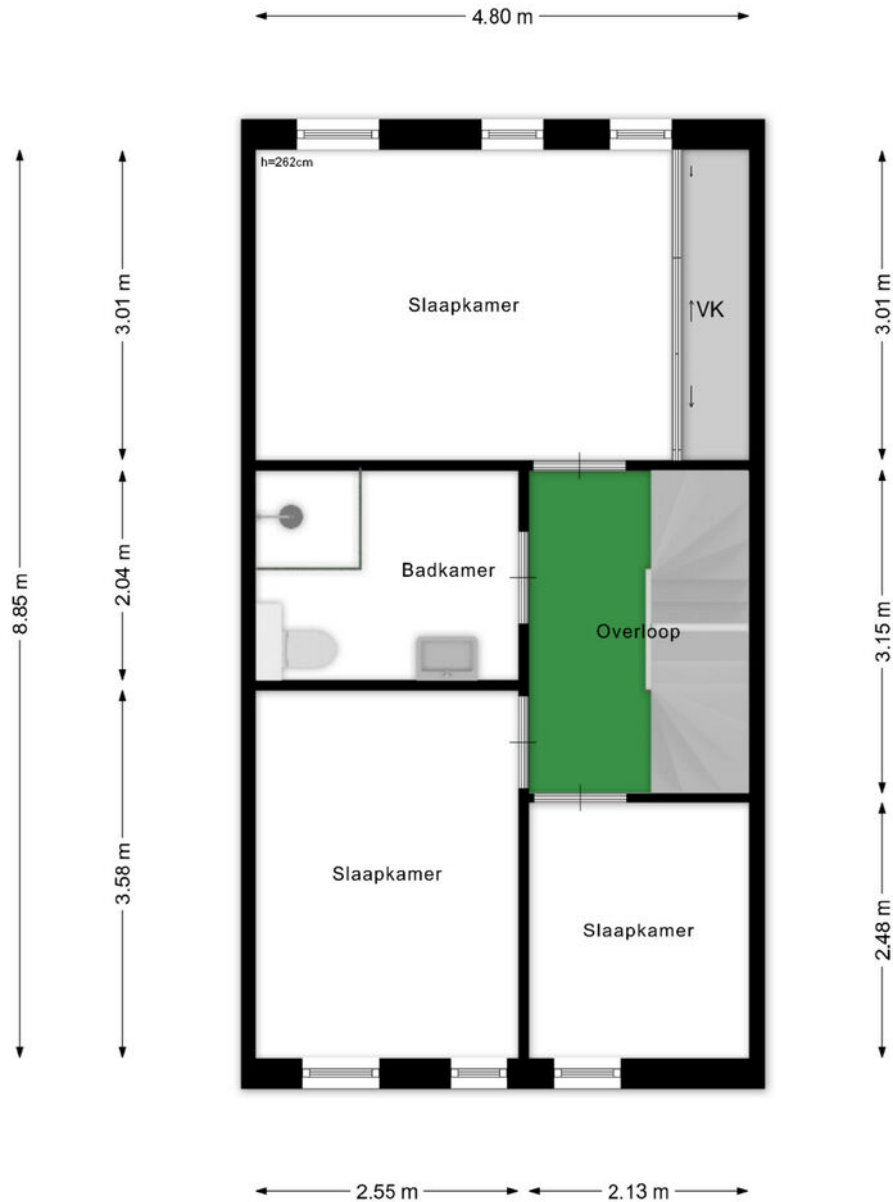 4.80 m
h=262cm
Slaapkamer
VK
3.01 m
3.01 m
Badkamer
2.04 m
8.85 m
Overloop
3.15 m
Slaapkamer
3.58 m
Slaapkamer
2.48 m
2.55 m
2.13 m